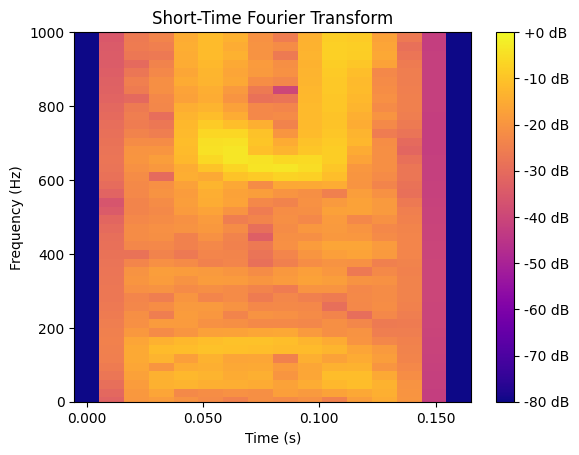 Short-Time Fourier Transform
1000
800
600
400
200
0
Frequency (Hz)
0.000
0.050
0.100
0.150
Time (s)
+0 dB
-10 dB
-20 dB
-30 dB
-40 dB
-50 dB
-60 dB
-70 dB
-80 dB